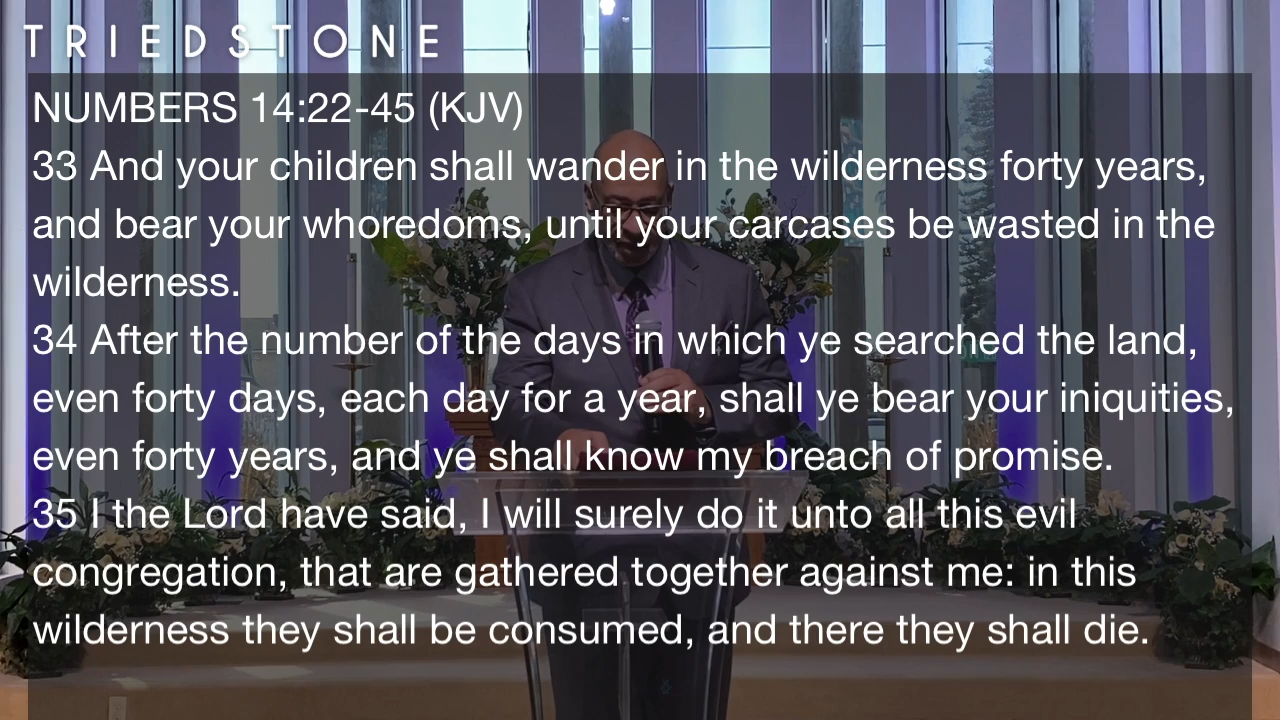 TRIEDSTONE
NUMBERS 14:22-45 (KJV)
33 And your children shall wander in the wilderness forty years,
and bear your whoredoms, until your carcases be wasted in the
wilderness.
34 After the number of the days in which ye searched the land,
even forty days, each day for a year, shall ye bear your iniquities,
even forty years, and ye shall know my breach of promise.
35 I the Lord have said, I will surely do it unto all this evil
congregation, that are gathered together against me: in this
wilderness they shall be consumed, and there they shall die.